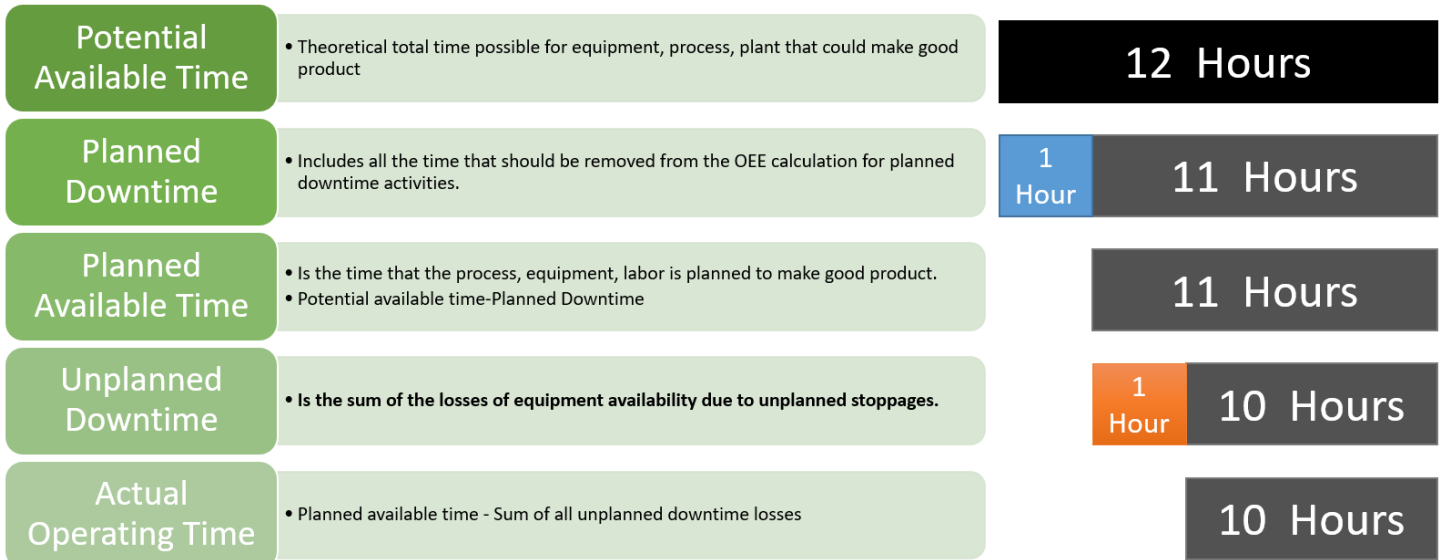 Potential
Available Time
• Theoretical total time possible for equipment, process, plant that could make good
product
12 Hours
Planned
Downtime
• Includes all the time that should be removed from the OEE calculation for planned
downtime activities.
1
Hour
11 Hours
Planned
Available Time
• Is the time that the process, equipment, labor is planned to make good product.
• Potential available time-Planned Downtime
11 Hours
Unplanned
Downtime
• Is the sum of the losses of equipment availability due to unplanned stoppages.
1
Hour
10 Hours
Actual
Operating Time
• Planned available time - Sum of all unplanned downtime losses
10 Hours